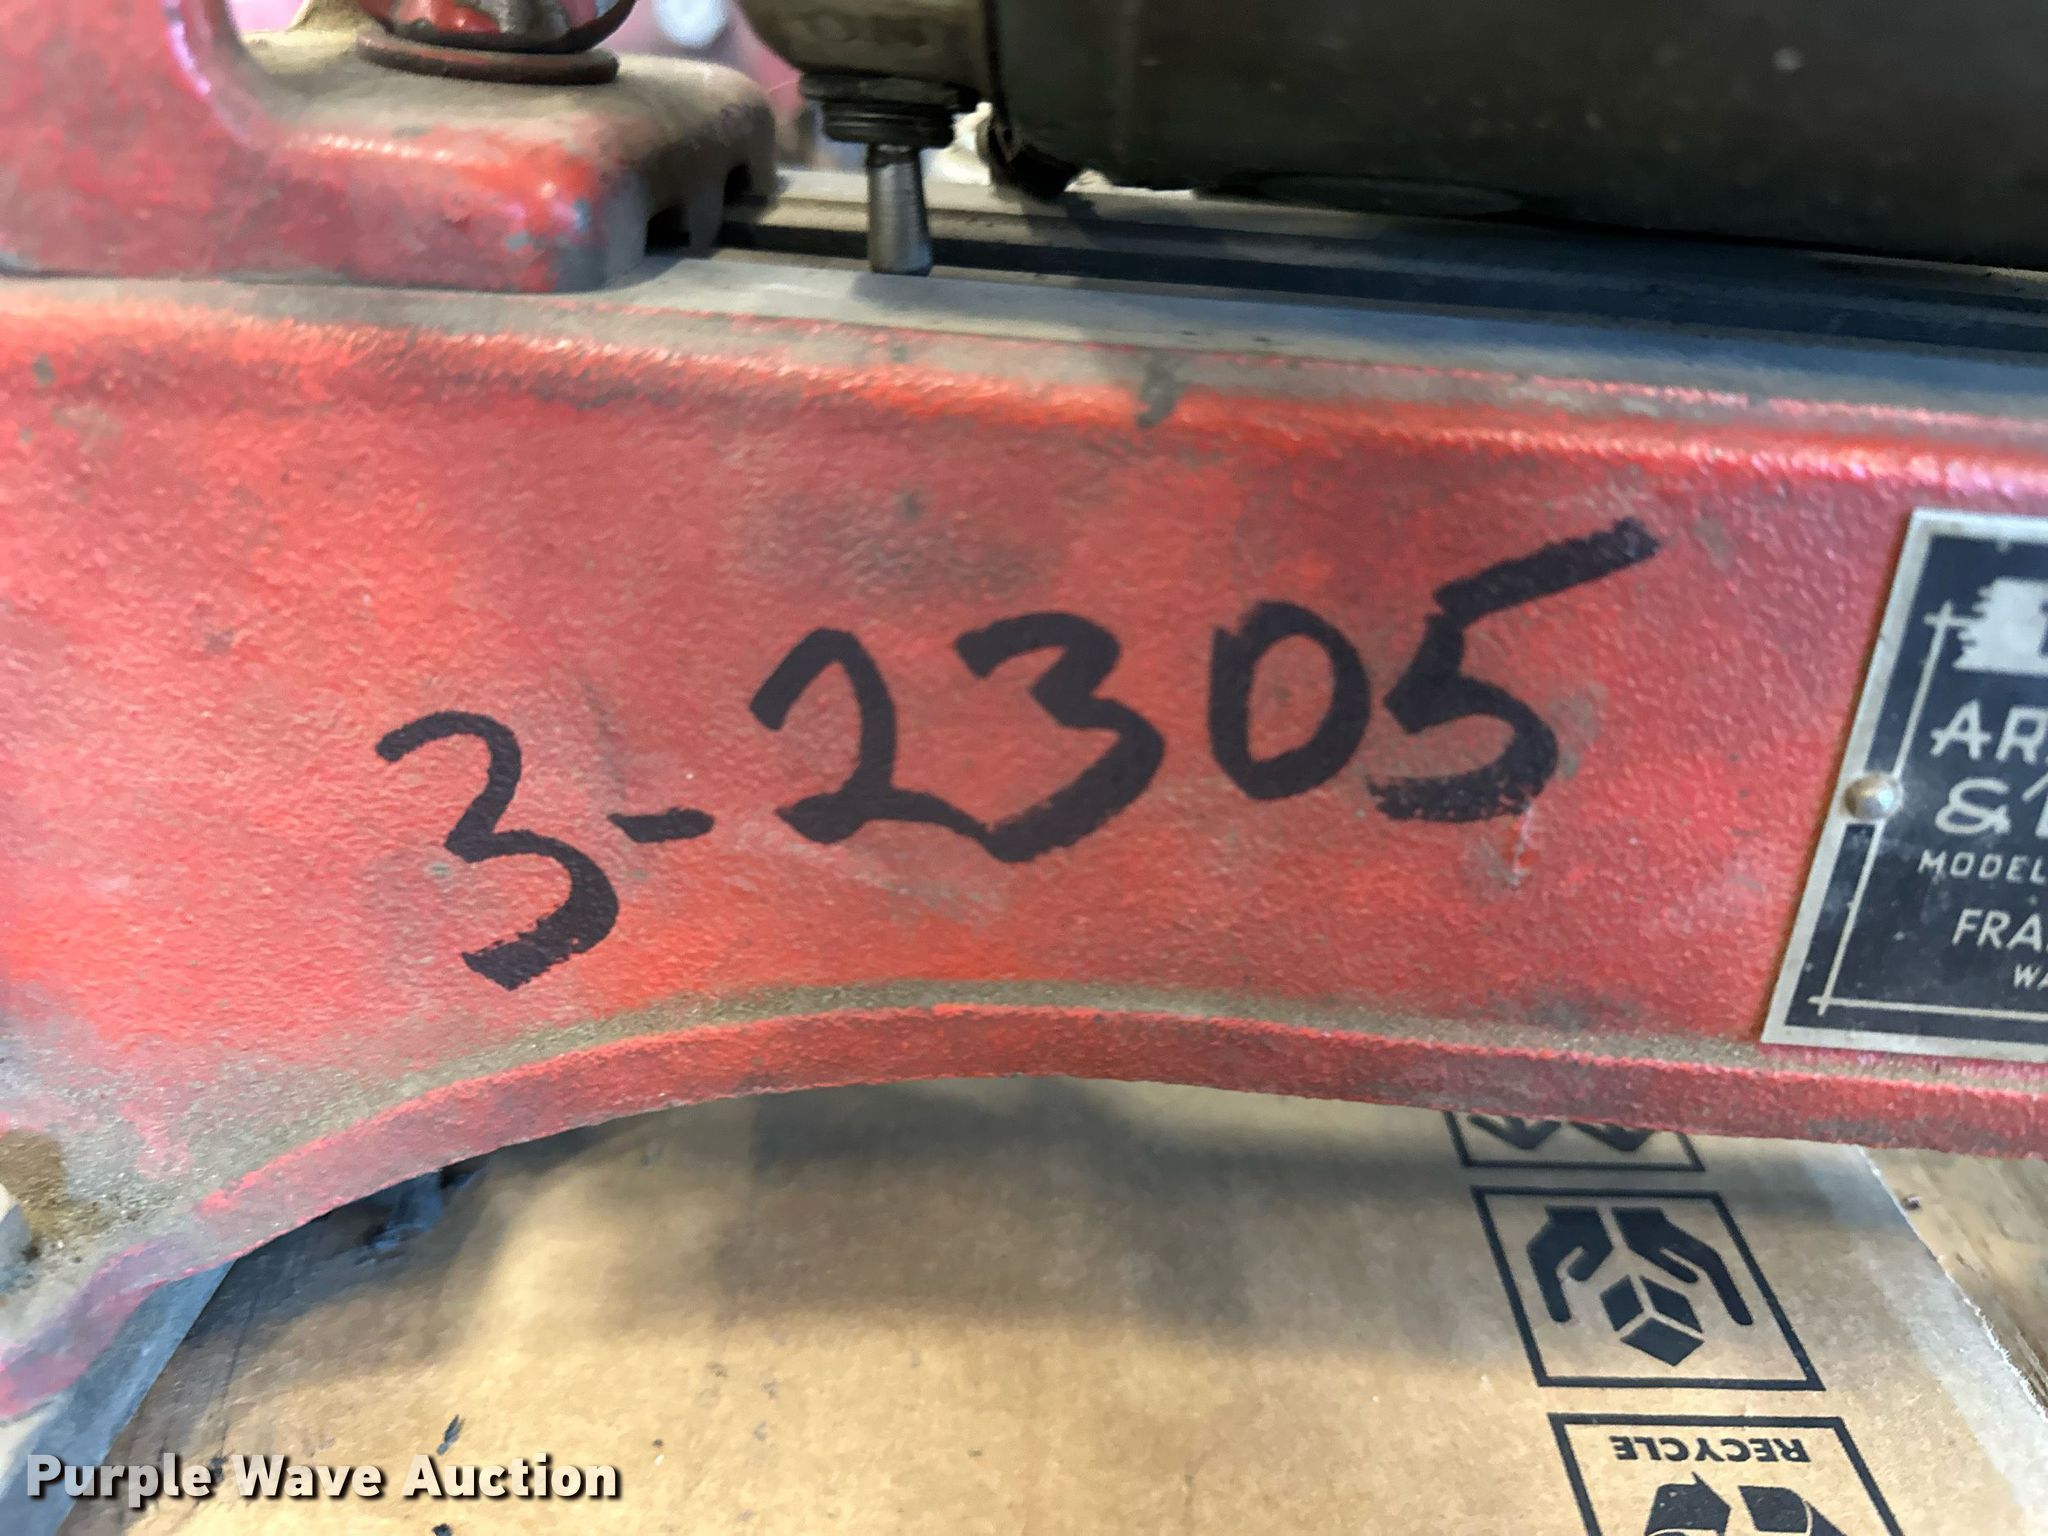 3-2305
AR
&
MODEL
FRA
WA
RECYCLE
Purple Wave Auction